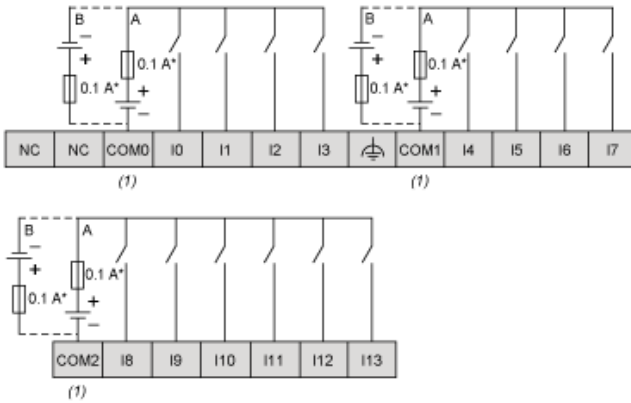 B A B A
− −
+ 0.1 A* + 0.1 A*
0.1 A* + 0.1 A* +
− −
NC NC COM0 I0 I1 I2 I3 COM1 I4 I5 I6 I7
(1) (1)
B A
−
+ 0.1 A*
0.1 A* +
−
COM2 I8 I9 I10 I11 I12 I13
(1)